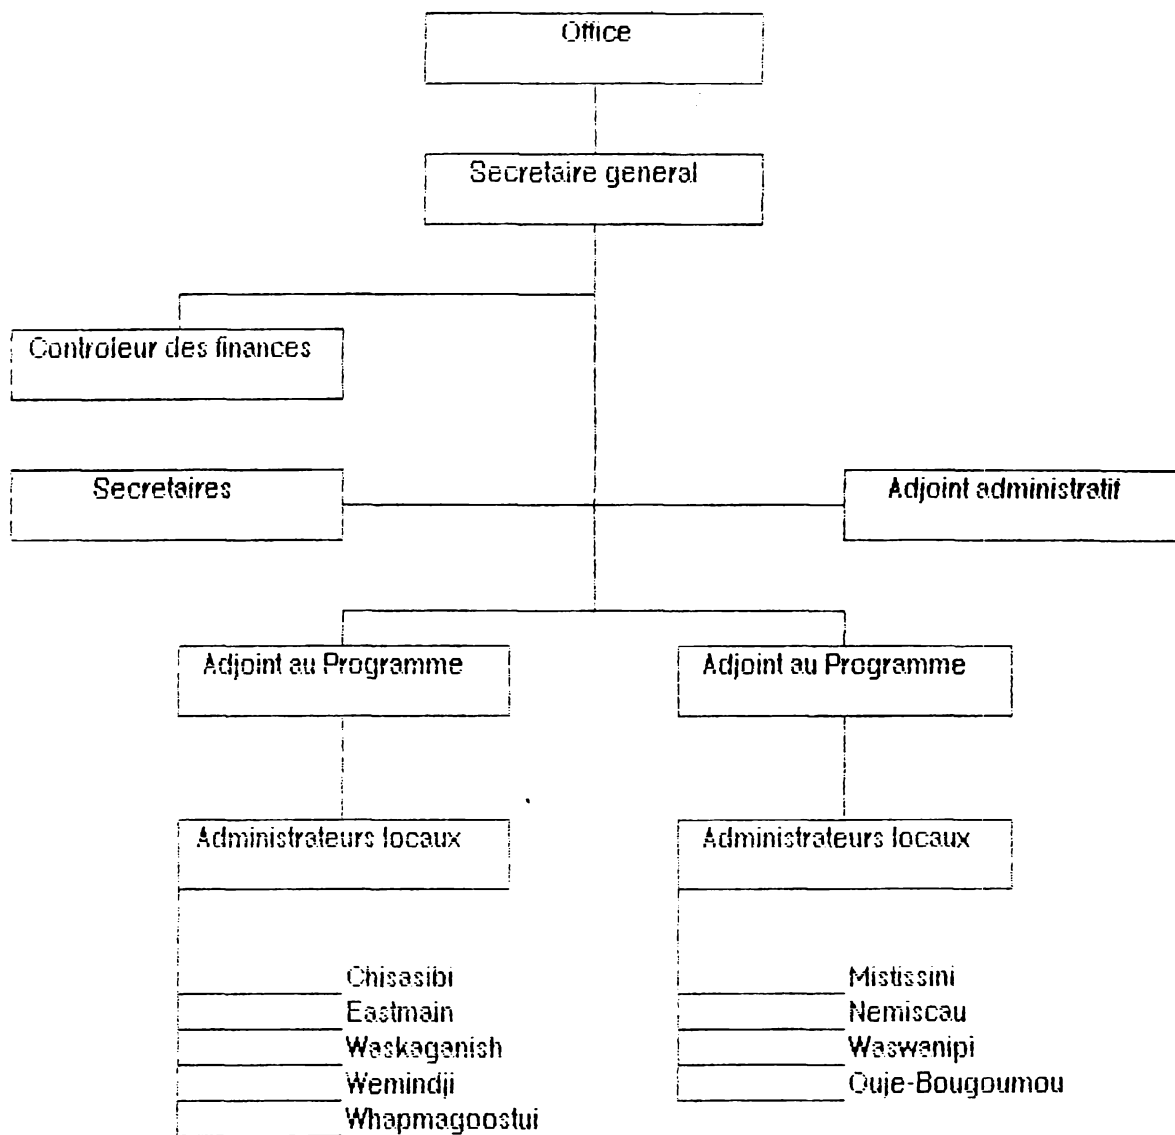 Office
Secretaire general
Controleur des finances
Secretaires
Adjoint administratif
Adjoint au Programme
Adjoint au Programme
Administrateurs locaux
Administrateurs locaux
Chisasibi
Eastmain
Waskaganish
Wemindji
Whapmagoostui
Mistissini
Nemiscau
Waswanipi
Ouje-Bougoumou